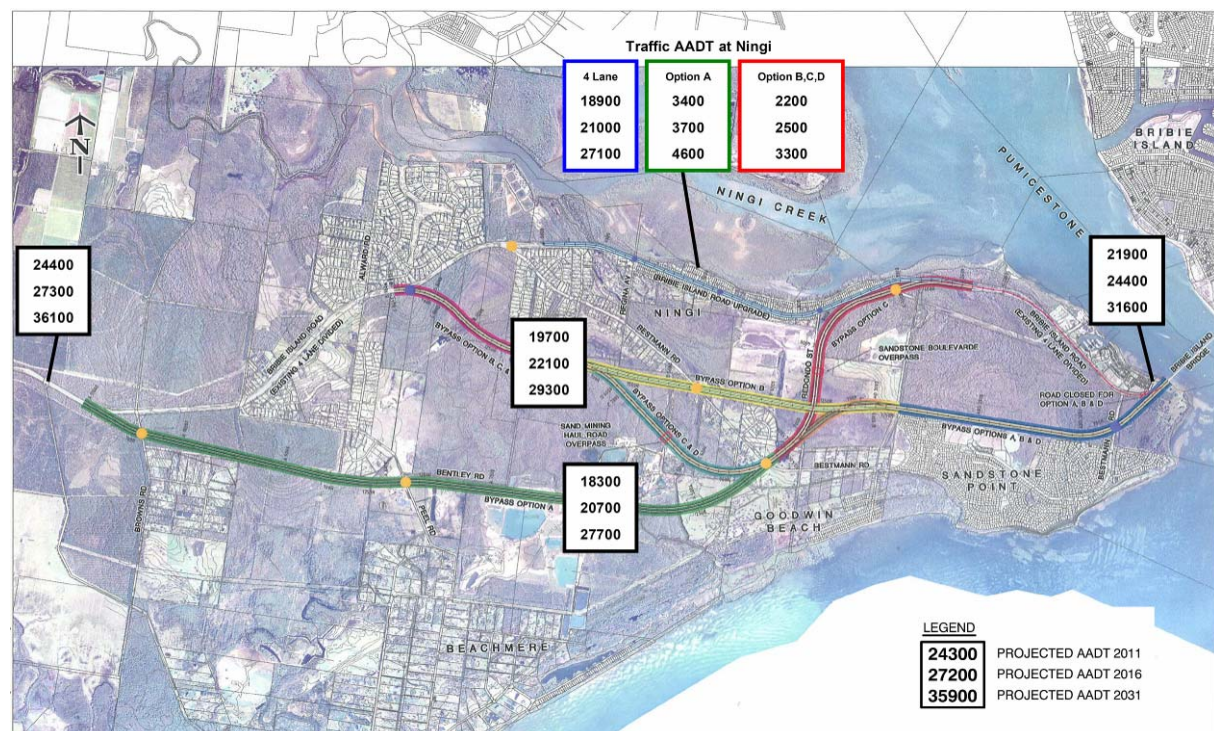 Traffic AADT at Ningi
4 Lane
18900
21000
27100
Option A
3400
3700
4600
Option B,C,D
2200
2500
3300
N
BRIBIE
ISLAND
PUMICESTONE
NINGI CREEK
24400
27300
36100
21900
24400
31600
ALWARD RD
REGINA AV
(BRIBIE ISLAND ROAD UPGRADE)
NINGI
BESTMANN RD
BYPASS OPTION C
BRIBIE ISLAND ROAD
(EXISTING 4 LANE DIVIDED)
BRIBIE ISLAND
BRIDGE
BRIBIE ISLAND ROAD
(EXISTING 4 LANE DIVIDED)
BYPASS OPTION B, C, &
19700
22100
29300
SANDSTONE BOULEVARDE
OVERPASS
REDONDO ST
BYPASS OPTION B
ROAD CLOSED FOR
OPTION A, B & D
BYPASS OPTIONS C & D
SAND MINING
HAUL ROAD
OVERPASS
BYPASS OPTIONS A, B & D
BESTMANN RD
BESTMANN RD
SANDSTONE
POINT
BROWNS RD
BENTLEY RD
BYPASS OPTION A
PEEL RD
18300
20700
27700
GOODWIN
BEACH
BEACHMERE
LEGEND
24300 PROJECTED AADT 2011
27200 PROJECTED AADT 2016
35900 PROJECTED AADT 2031